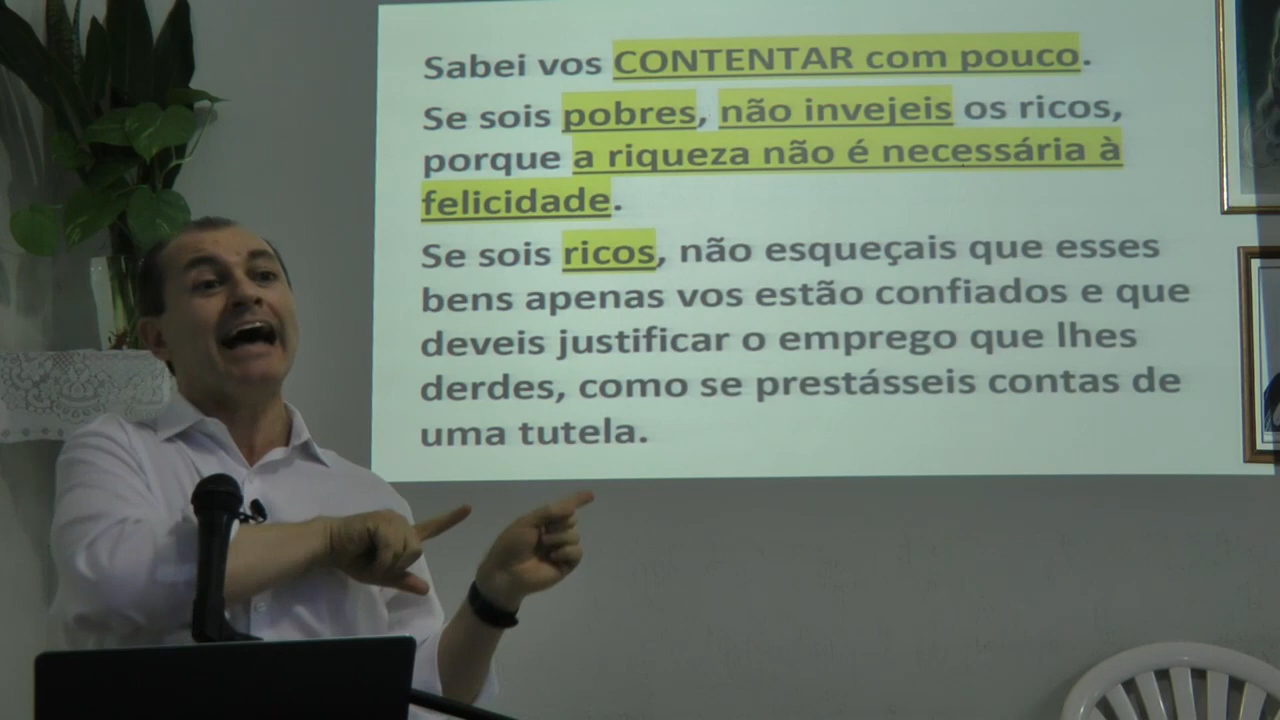 Sabei vos CONTENTAR com pouco.
Se sois pobres, não invejeis os ricos,
porque a riqueza não é necessária à
felicidade.
Se sois ricos, não esqueçais que esses
bens apenas vos estão confiados e que
deveis justificar o emprego que lhes
derdes, como se prestásseis contas de
uma tutela.